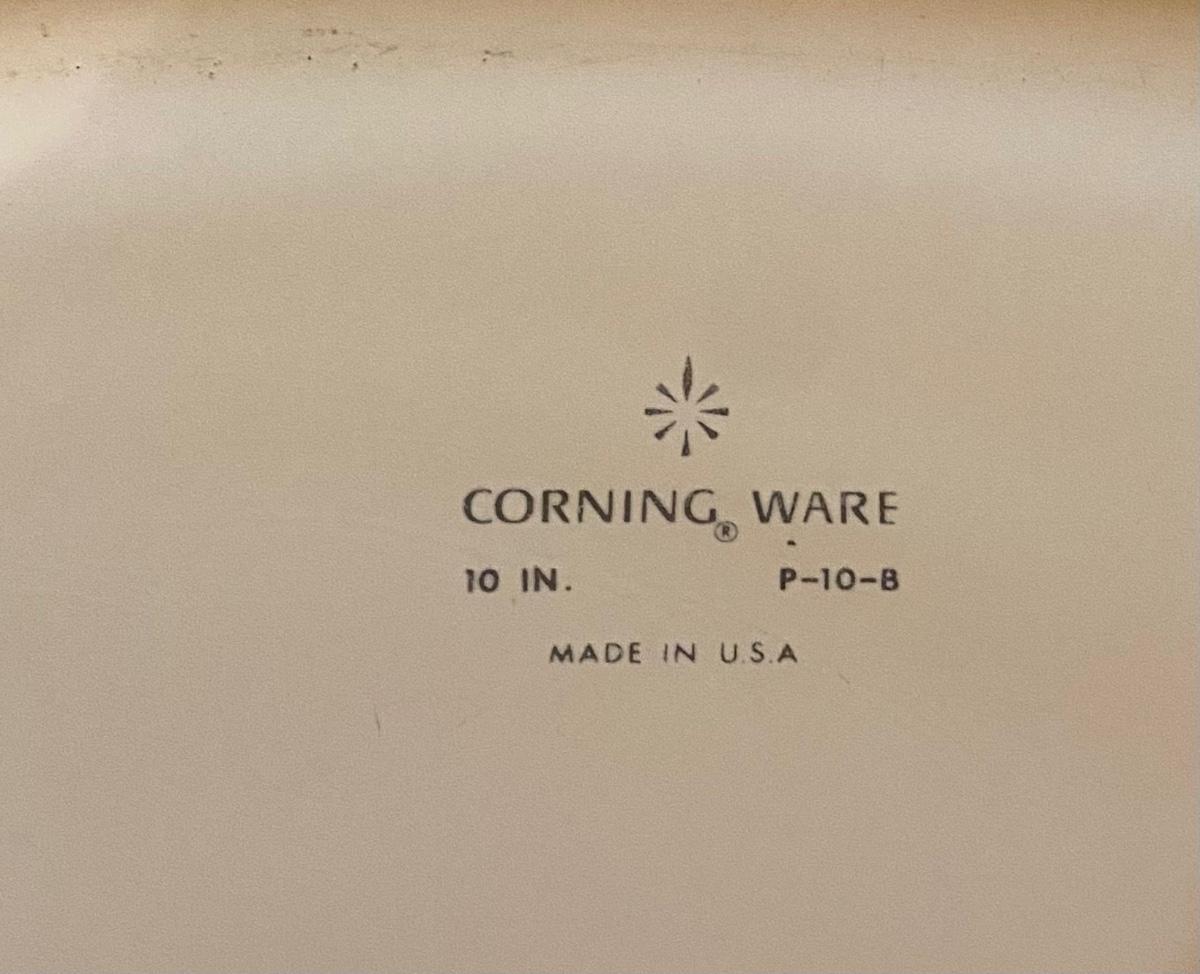 CORNING® WARE
10 IN. P-10-B
MADE IN U.S.A